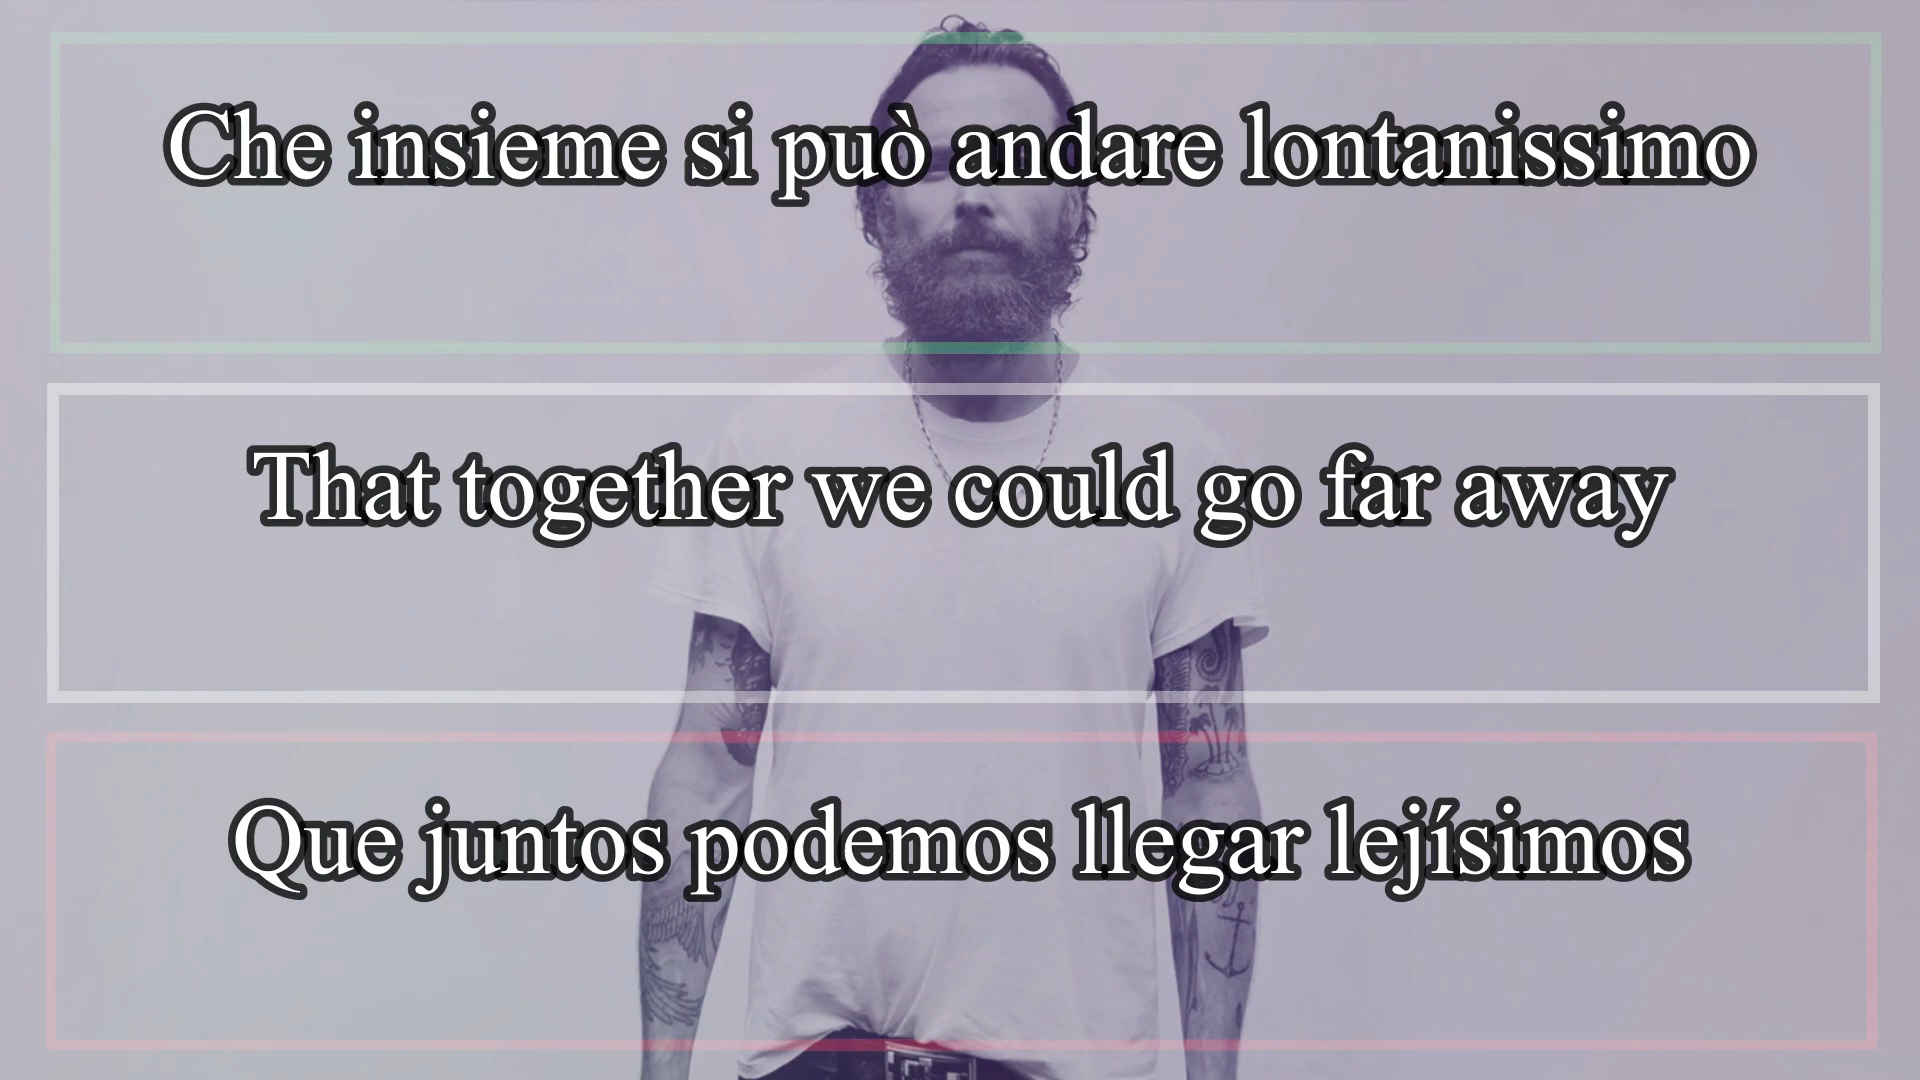 Che insieme si può andare lontanissimo
That together we could go far away
Que juntos podemos llegar lejísimos